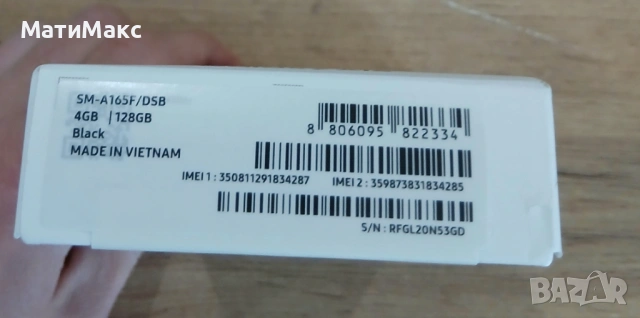 МатиМакс
SM-A165F/DSB
4GB | 128GB
Black
MADE IN VIETNAM
8 806095 822334
IMEI 1 : 350811291834287 IMEI 2 : 359873831834285
S/N : RFGL20N53GD
BAZAR